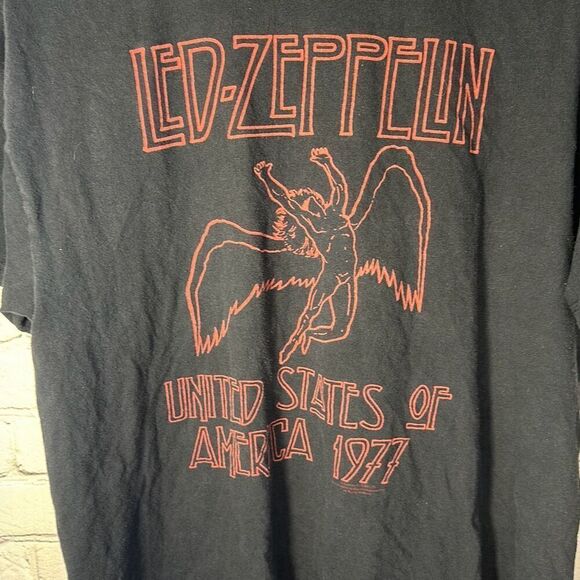 LED-ZEPPELIN
UNITED STATES OF
AMERICA 1977